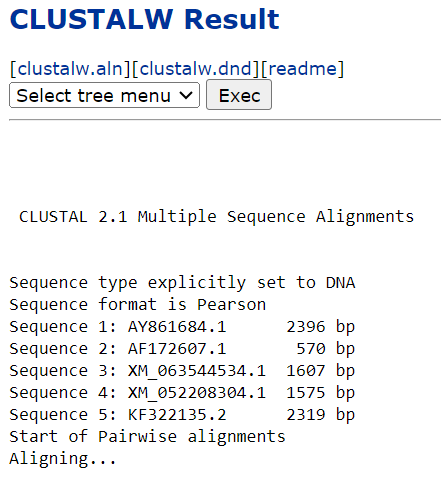 CLUSTALW Result
[clustalw.aln][clustalw.dnd][readme]
Select tree menu Exec
CLUSTAL 2.1 Multiple Sequence Alignments
Sequence type explicitly set to DNA
Sequence format is Pearson
Sequence 1: AY861684.1 2396 bp
Sequence 2: AF172607.1 570 bp
Sequence 3: XM_063544534.1 1607 bp
Sequence 4: XM_052208304.1 1575 bp
Sequence 5: KF322135.2 2319 bp
Start of Pairwise alignments
Aligning...